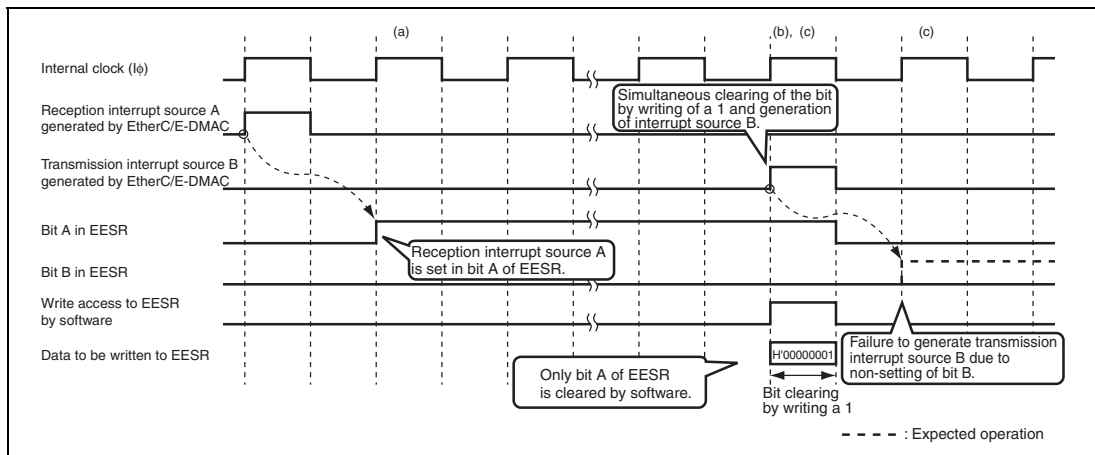 (a)
(b), (c)
(c)
Internal clock (Iϕ)
Simultaneous clearing of the bit
by writing of a 1 and generation
of interrupt source B.
Reception interrupt source A
generated by EtherC/E-DMAC
Transmission interrupt source B
generated by EtherC/E-DMAC
Bit A in EESR
Reception interrupt source A
is set in bit A of EESR.
Bit B in EESR
Write access to EESR
by software
Failure to generate transmission
interrupt source B due to
non-setting of bit B.
Data to be written to EESR
H'00000001
Only bit A of EESR
is cleared by software.
Bit clearing
by writing a 1
: Expected operation